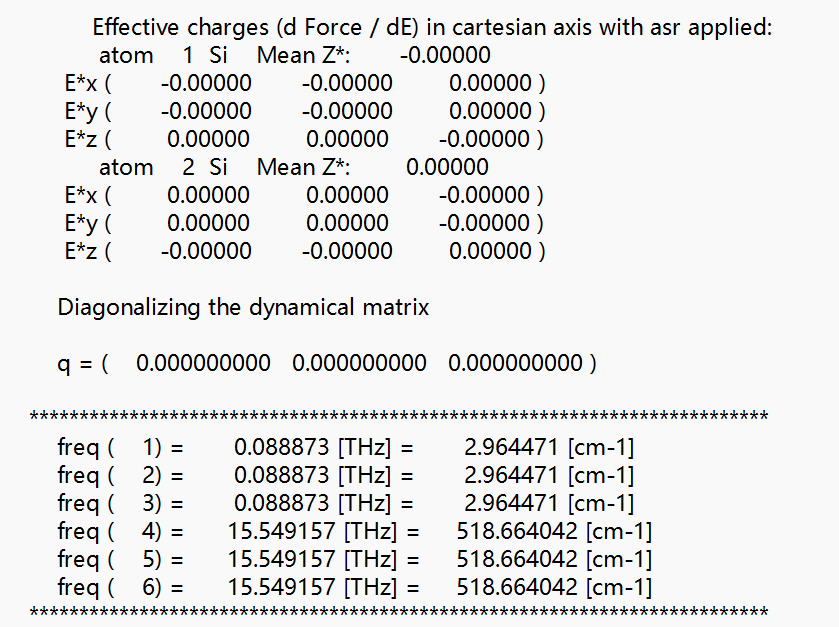 Effective charges (d Force / dE) in cartesian axis with asr applied:
atom 1 Si Mean Z*: -0.00000
E*x ( -0.00000 -0.00000 0.00000 )
E*y ( -0.00000 -0.00000 0.00000 )
E*z ( 0.00000 0.00000 -0.00000 )
atom 2 Si Mean Z*: 0.00000
E*x ( 0.00000 0.00000 -0.00000 )
E*y ( 0.00000 0.00000 -0.00000 )
E*z ( -0.00000 -0.00000 0.00000 )
Diagonalizing the dynamical matrix
q = ( 0.000000000 0.000000000 0.000000000 )
**************************************************************************
freq ( 1) = 0.088873 [THz] = 2.964471 [cm-1]
freq ( 2) = 0.088873 [THz] = 2.964471 [cm-1]
freq ( 3) = 0.088873 [THz] = 2.964471 [cm-1]
freq ( 4) = 15.549157 [THz] = 518.664042 [cm-1]
freq ( 5) = 15.549157 [THz] = 518.664042 [cm-1]
freq ( 6) = 15.549157 [THz] = 518.664042 [cm-1]
**************************************************************************